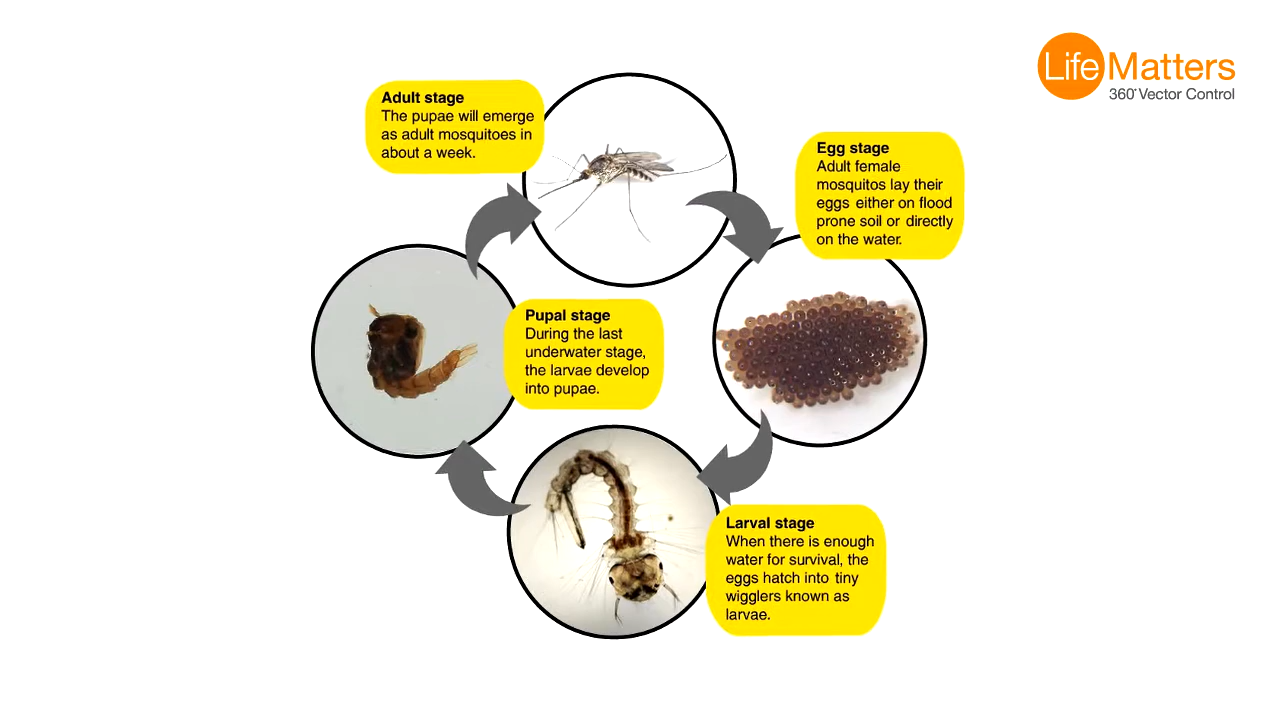 LifeMatters
360° Vector Control
Adult stage
The pupae will emerge
as adult mosquitoes in
about a week.
Egg stage
Adult female
mosquitos lay their
eggs either on flood
prone soil or directly
on the water.
Pupal stage
During the last
underwater stage,
the larvae develop
into pupae.
Larval stage
When there is enough
water for survival, the
eggs hatch into tiny
wigglers known as
larvae.